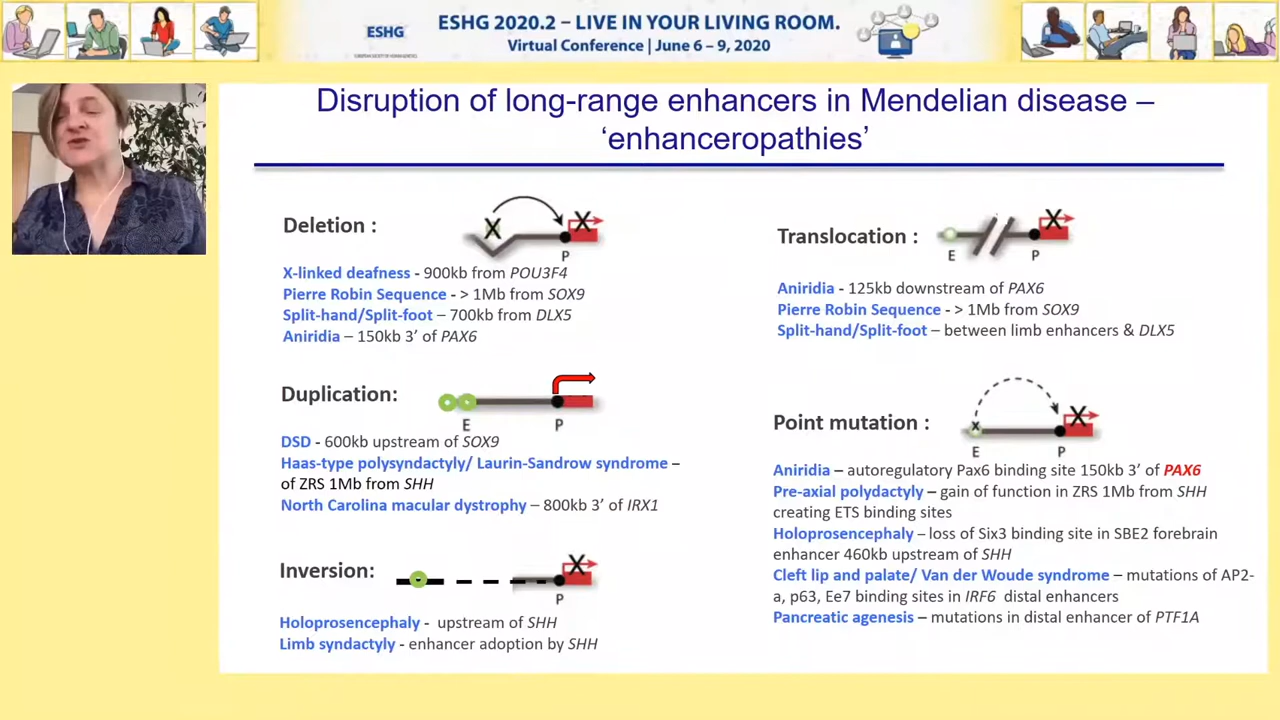 ESHG
ESHG 2020.2 – LIVE IN YOUR LIVING ROOM.
Virtual Conference | June 6 – 9, 2020
Disruption of long-range enhancers in Mendelian disease –
‘enhanceropathies’
Deletion :
X
X
P
X-linked deafness - 900kb from POU3F4
Pierre Robin Sequence - > 1Mb from SOX9
Split-hand/Split-foot – 700kb from DLX5
Aniridia – 150kb 3’ of PAX6
Duplication:
E
P
DSD - 600kb upstream of SOX9
Haas-type polysyndactyly/ Laurin-Sandrow syndrome –
of ZRS 1Mb from SHH
North Carolina macular dystrophy – 800kb 3’ of IRX1
Inversion:
X
P
Holoprosencephaly - upstream of SHH
Limb syndactyly - enhancer adoption by SHH
Translocation :
X
E
P
Aniridia - 125kb downstream of PAX6
Pierre Robin Sequence - > 1Mb from SOX9
Split-hand/Split-foot – between limb enhancers & DLX5
Point mutation :
x
X
E
P
Aniridia – autoregulatory Pax6 binding site 150kb 3’ of PAX6
Pre-axial polydactyly – gain of function in ZRS 1Mb from SHH
creating ETS binding sites
Holoprosencephaly – loss of Six3 binding site in SBE2 forebrain
enhancer 460kb upstream of SHH
Cleft lip and palate/ Van der Woude syndrome – mutations of AP2-
a, p63, Ee7 binding sites in IRF6 distal enhancers
Pancreatic agenesis – mutations in distal enhancer of PTF1A